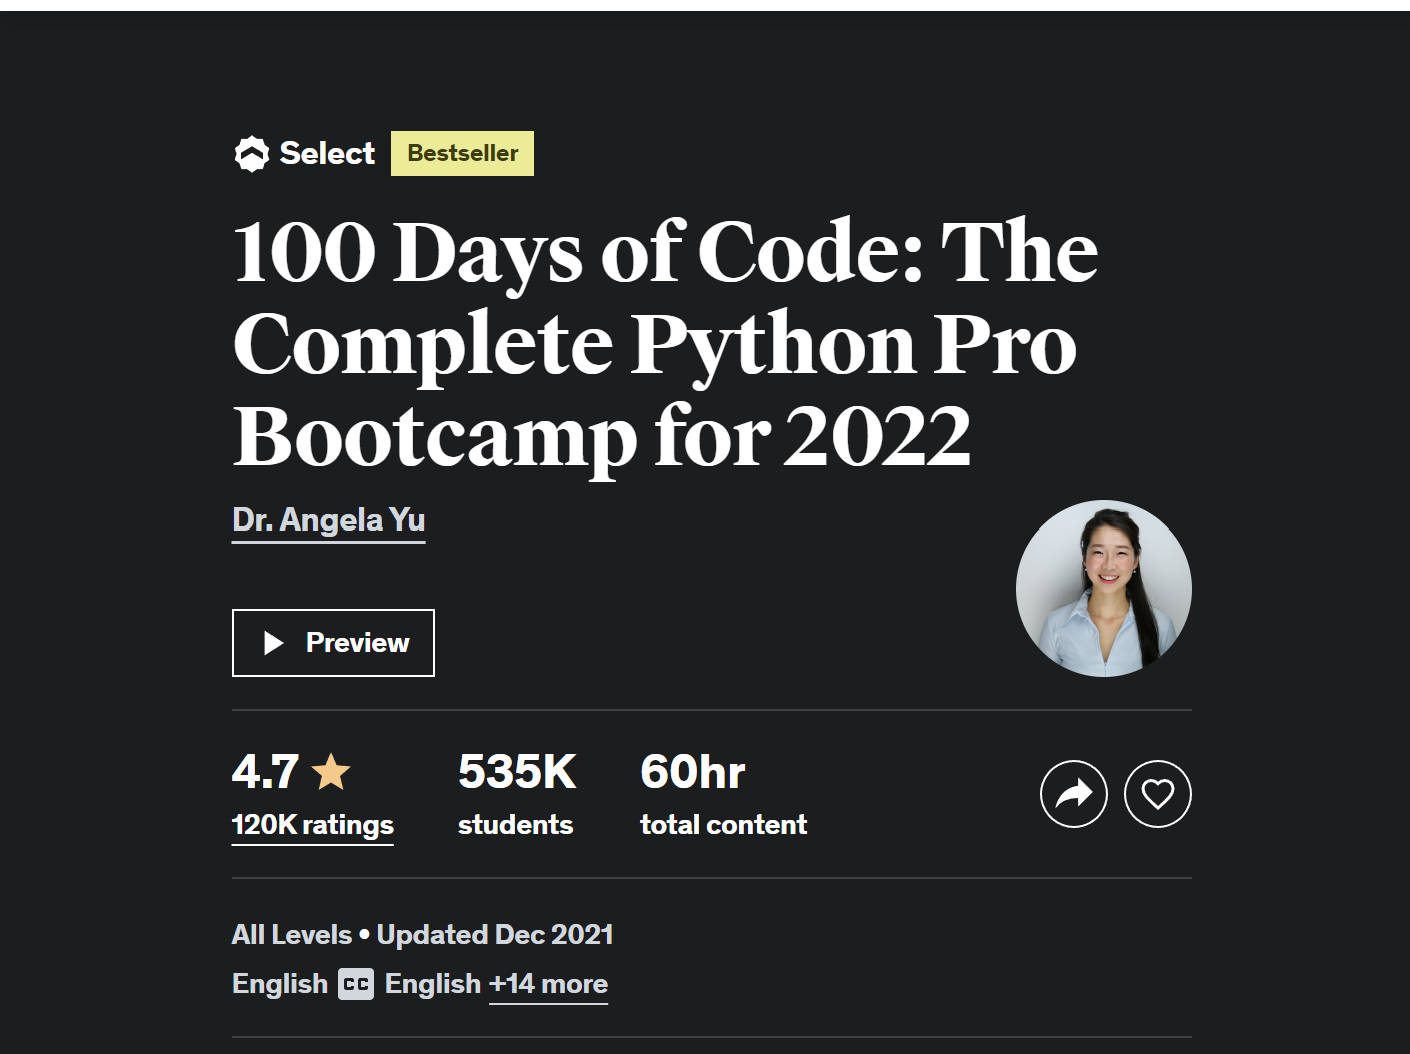 Select Bestseller
100 Days of Code: The
Complete Python Pro
Bootcamp for 2022
Dr. Angela Yu
Preview
4.7 535K 60hr
120K ratings students total content
All Levels • Updated Dec 2021
English CC English +14 more